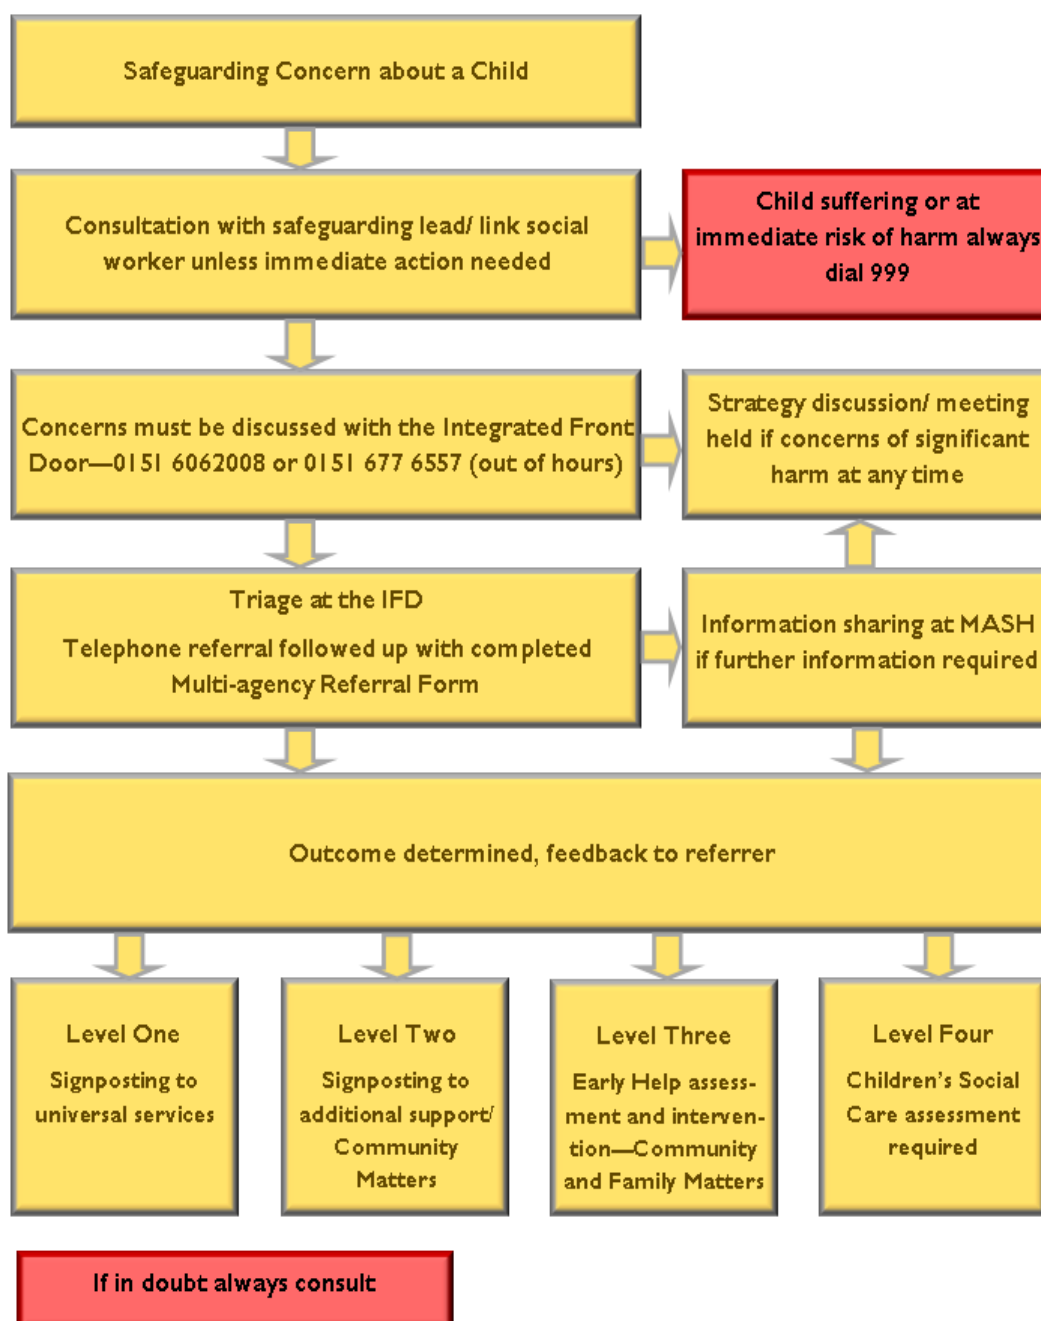 Safeguarding Concern about a Child
Consultation with safeguarding lead/ link social
worker unless immediate action needed
Child suffering or at
immediate risk of harm always
dial 999
Concerns must be discussed with the Integrated Front
Door—0151 6062008 or 0151 677 6557 (out of hours)
Strategy discussion/ meeting
held if concerns of significant
harm at any time
Triage at the IFD
Telephone referral followed up with completed
Multi-agency Referral Form
Information sharing at MASH
if further information required
Outcome determined, feedback to referrer
Level One
Signposting to
universal services
Level Two
Signposting to
additional support/
Community
Matters
Level Three
Early Help assess-
ment and interven-
tion—Community
and Family Matters
Level Four
Children’s Social
Care assessment
required
If in doubt always consult